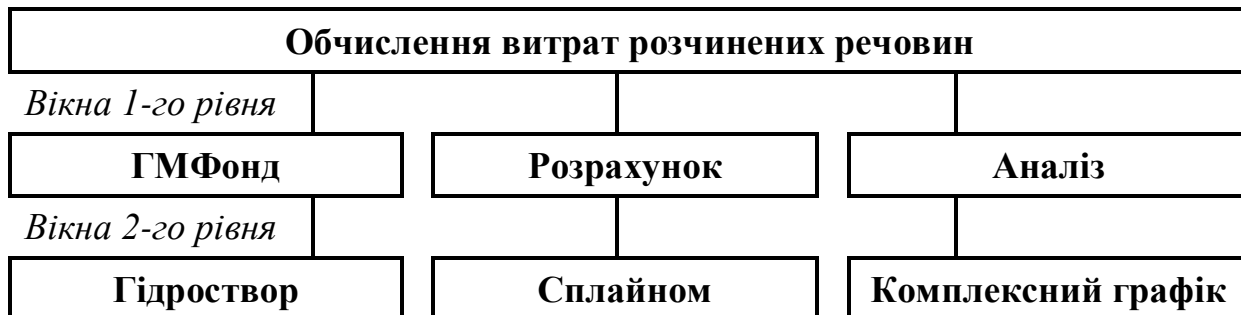 Обчислення витрат розчинених речовин
Вікна 1-го рівня
ГМФонд Розрахунок Аналіз
Вікна 2-го рівня
Гідроствор Сплайном Комплексний графік